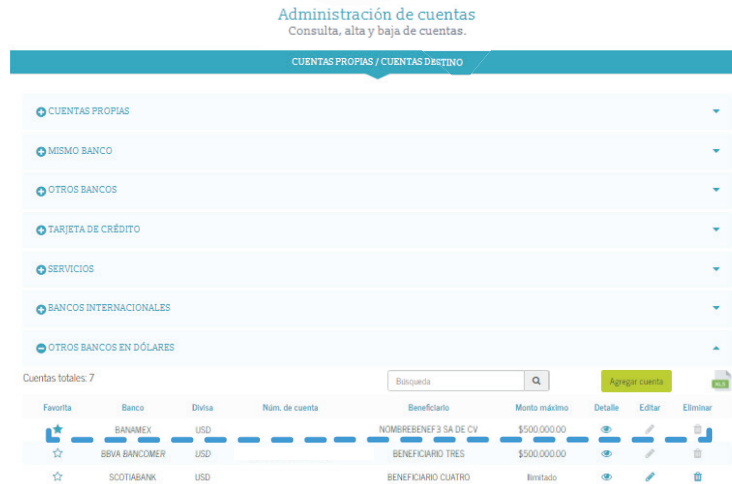 Administración de cuentas
Consulta, alta y baja de cuentas.
CUENTAS PROPIAS / CUENTAS DESTINO
CUENTAS PROPIAS
MISMO BANCO
OTROS BANCOS
TARJETA DE CRÉDITO
SERVICIOS
BANCOS INTERNACIONALES
OTROS BANCOS EN DÓLARES
Cuentas totales: 7 Búsqueda Agregar cuenta XLS
Favorita Banco Divisa Núm. de cuenta Beneficiario Monto máximo Detalle Editar Eliminar
BANAMEX USD NOMBREBENEF3 SA DE CV $500.000.00
BBVA BANCOMER USD BENEFICIARIO TRES $500.000.00
SCOTIABANK USD BENEFICIARIO CUATRO Ilimitado